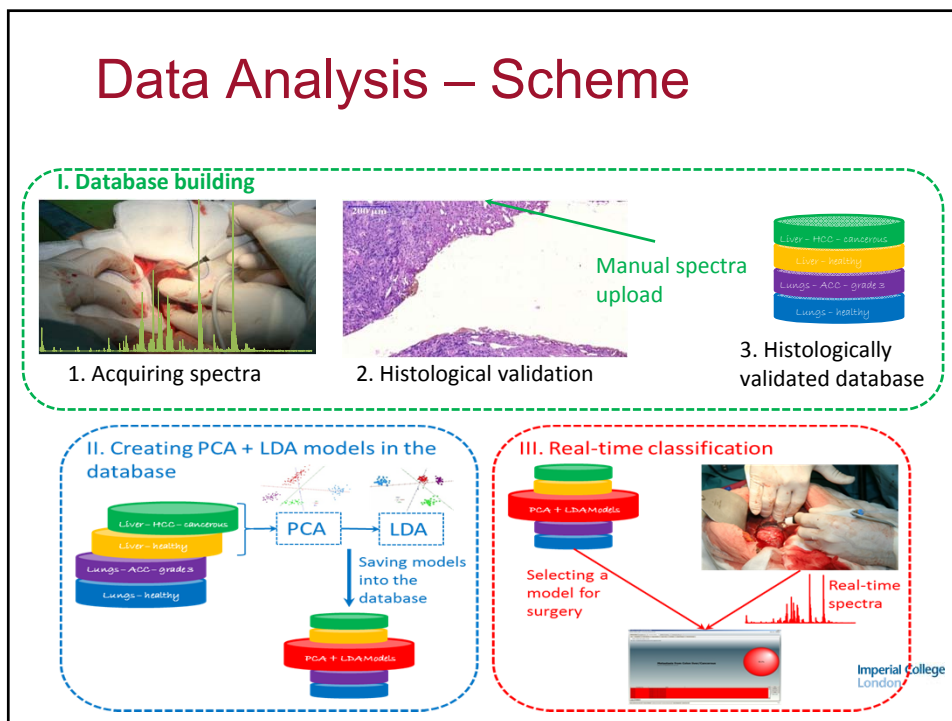 Data Analysis – Scheme
I. Database building
200 µm
Manual spectra
upload
Liver – HCC – cancerous
Liver – healthy
Lungs – ACC – grade 3
Lungs – healthy
1. Acquiring spectra
2. Histological validation
3. Histologically
validated database
II. Creating PCA + LDA models in the
database
Liver – HCC – cancerous
Liver – healthy
Lungs – ACC – grade 3
Lungs – healthy
PCA
LDA
Saving models
into the
database
PCA + LDA Models
III. Real-time classification
PCA + LDA Models
Selecting a
model for
surgery
Real-time
spectra
Imperial College
London